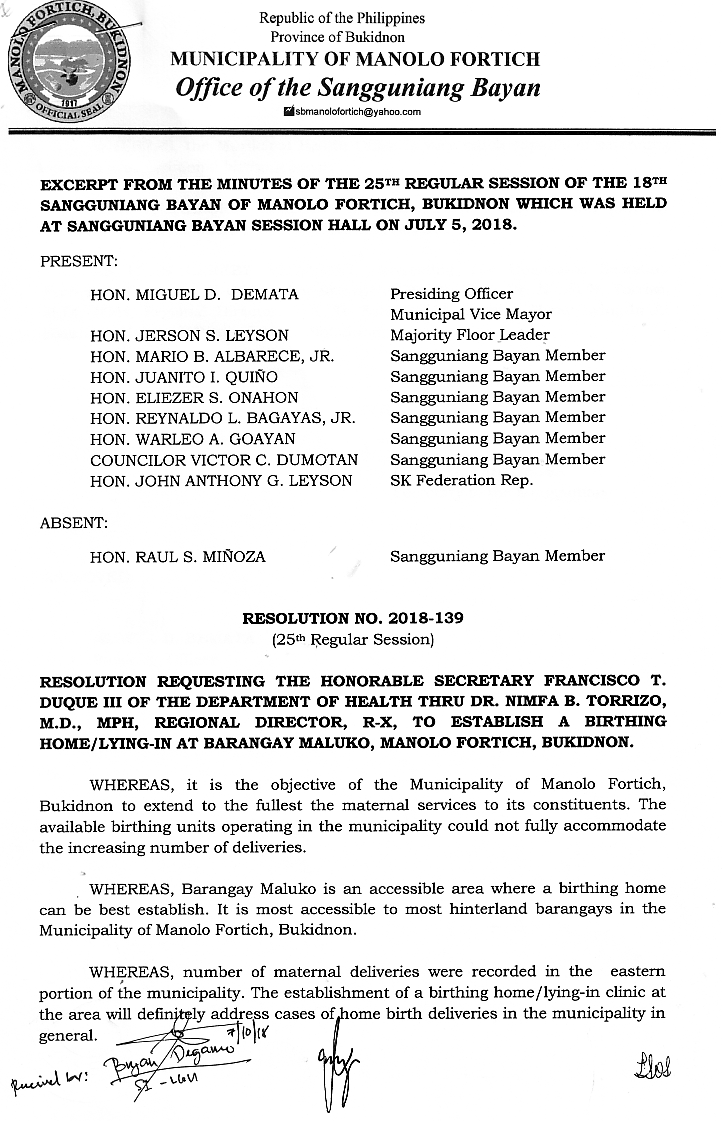 MANOLO FORTICH, BUKIDNON
1917
OFFICIAL SEAL
Republic of the Philippines
Province of Bukidnon
MUNICIPALITY OF MANOLO FORTICH
Office of the Sangguniang Bayan
sbmanolofortich@yahoo.com
EXCERPT FROM THE MINUTES OF THE 25TH REGULAR SESSION OF THE 18TH
SANGGUNIANG BAYAN OF MANOLO FORTICH, BUKIDNON WHICH WAS HELD
AT SANGGUNIANG BAYAN SESSION HALL ON JULY 5, 2018.
PRESENT:
HON. MIGUEL D. DEMATA Presiding Officer
Municipal Vice Mayor
HON. JERSON S. LEYSON Majority Floor Leader
HON. MARIO B. ALBARECE, JR. Sangguniang Bayan Member
HON. JUANITO I. QUIÑO Sangguniang Bayan Member
HON. ELIEZER S. ONAHON Sangguniang Bayan Member
HON. REYNALDO L. BAGAYAS, JR. Sangguniang Bayan Member
HON. WARLEO A. GOAYAN Sangguniang Bayan Member
COUNCILOR VICTOR C. DUMOTAN Sangguniang Bayan Member
HON. JOHN ANTHONY G. LEYSON SK Federation Rep.
ABSENT:
HON. RAUL S. MIÑOZA Sangguniang Bayan Member
RESOLUTION NO. 2018-139
(25th Regular Session)
RESOLUTION REQUESTING THE HONORABLE SECRETARY FRANCISCO T.
DUQUE III OF THE DEPARTMENT OF HEALTH THRU DR. NIMFA B. TORRIZO,
M.D., MPH, REGIONAL DIRECTOR, R-X, TO ESTABLISH A BIRTHING
HOME/LYING-IN AT BARANGAY MALUKO, MANOLO FORTICH, BUKIDNON.
WHEREAS, it is the objective of the Municipality of Manolo Fortich,
Bukidnon to extend to the fullest the maternal services to its constituents. The
available birthing units operating in the municipality could not fully accommodate
the increasing number of deliveries.
WHEREAS, Barangay Maluko is an accessible area where a birthing home
can be best establish. It is most accessible to most hinterland barangays in the
Municipality of Manolo Fortich, Bukidnon.
WHEREAS, number of maternal deliveries were recorded in the eastern
portion of the municipality. The establishment of a birthing home/lying-in clinic at
the area will definitely address cases of home birth deliveries in the municipality in
general.
7/10/18
Bryan Degamo
by: